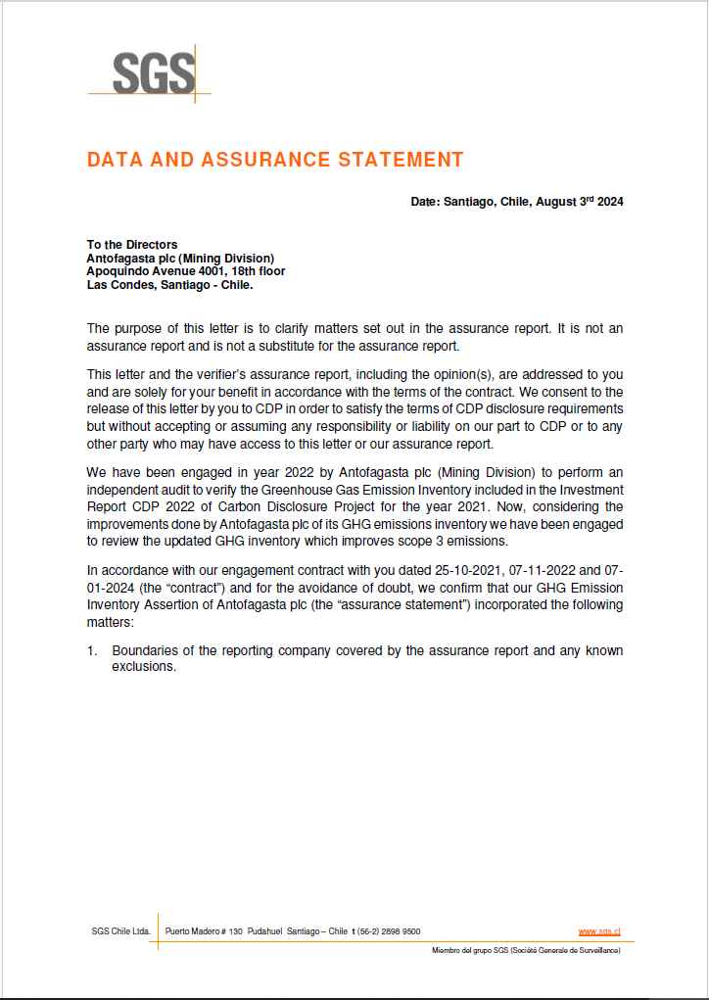 SGS
DATA AND ASSURANCE STATEMENT
Date: Santiago, Chile, August 3rd 2024
To the Directors
Antofagasta plc (Mining Division)
Apoquindo Avenue 4001, 18th floor
Las Condes, Santiago - Chile.
The purpose of this letter is to clarify matters set out in the assurance report. It is not an
assurance report and is not a substitute for the assurance report.
This letter and the verifier's assurance report, including the opinion(s), are addressed to you
and are solely for your benefit in accordance with the terms of the contract. We consent to the
release of this letter by you to CDP in order to satisfy the terms of CDP disclosure requirements
but without accepting or assuming any responsibility or liability on our part to CDP or to any
other party who may have access to this letter or our assurance report.
We have been engaged in year 2022 by Antofagasta plc (Mining Division) to perform an
independent audit to verify the Greenhouse Gas Emission Inventory included in the Investment
Report CDP 2022 of Carbon Disclosure Project for the year 2021. Now, considering the
improvements done by Antofagasta plc of its GHG emissions inventory we have been engaged
to review the updated GHG inventory which improves scope 3 emissions.
In accordance with our engagement contract with you dated 25-10-2021, 07-11-2022 and 07-
01-2024 (the “contract”) and for the avoidance of doubt, we confirm that our GHG Emission
Inventory Assertion of Antofagasta plc (the “assurance statement”) incorporated the following
matters:
1. Boundaries of the reporting company covered by the assurance report and any known
exclusions.
SGS Chile Ltda. Puerto Madero # 130 Pudahuel Santiago – Chile t (56-2) 2898 9500 www.sgs.cl
Miembro del grupo SGS (Société Generale de Surveillance)